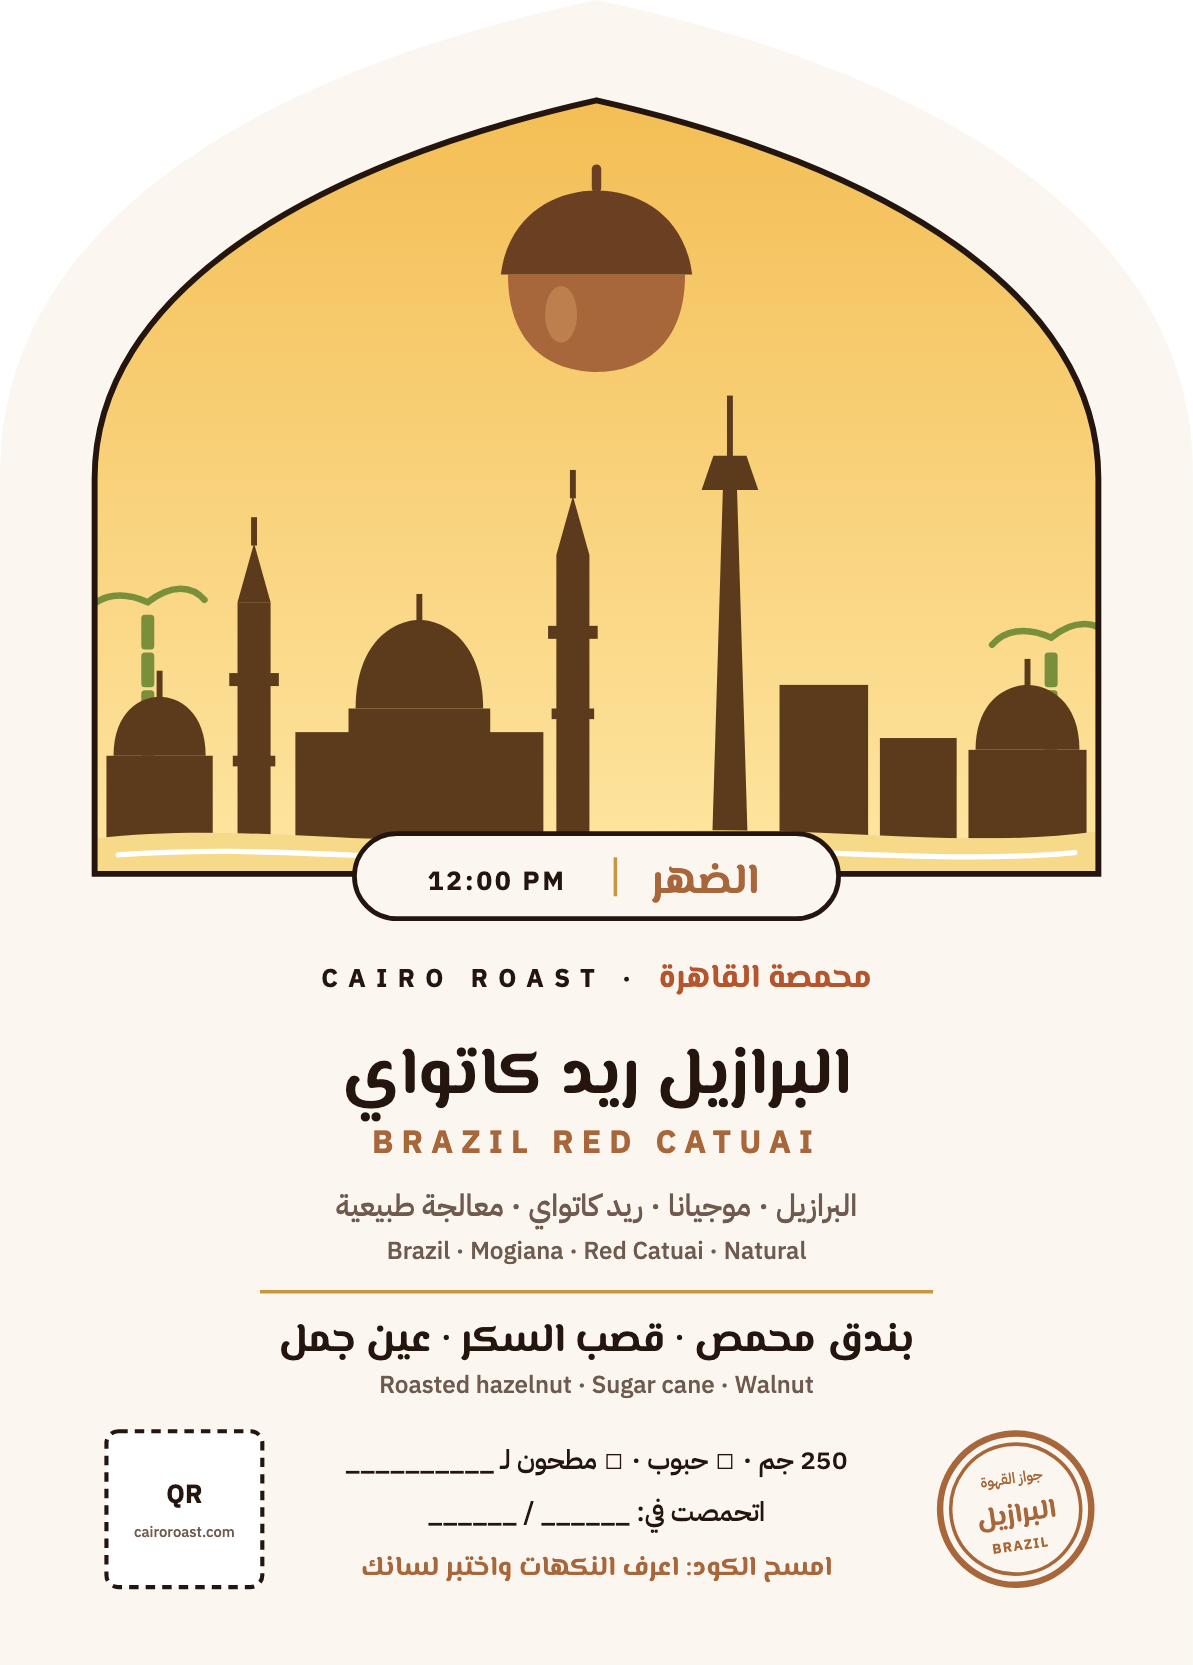 الضهر | 12:00 PM
CAIRO ROAST · محمصة القاهرة
البرازيل ريد كاتواي
BRAZIL RED CATUAI
البرازيل · موجيانا · ريد كاتواي · معالجة طبيعية
Brazil · Mogiana · Red Catuai · Natural
بندق محمص · قصب السكر · عين جمل
Roasted hazelnut · Sugar cane · Walnut
250 جم · □ حبوب · □ مطحون لـ __________
اتحمصت في: ______ / ______
امسح الكود: اعرف النكهات واختبر لسانك
QR
cairoroast.com
جواز القهوة
البرازيل
BRAZIL